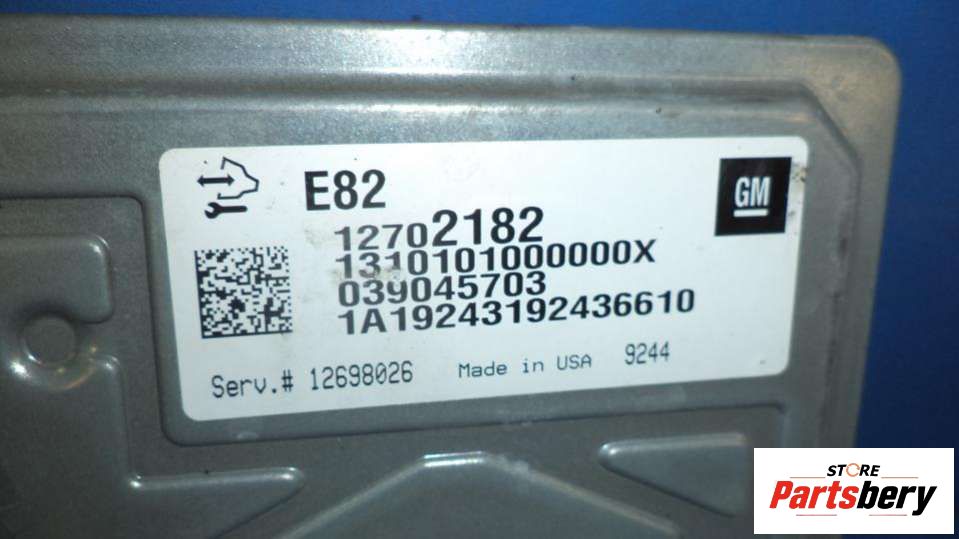 E82
GM
12702182
1310101000000X
039045703
1A19243192436610
Serv.# 12698026 Made in USA 9244
STORE
Partsbery